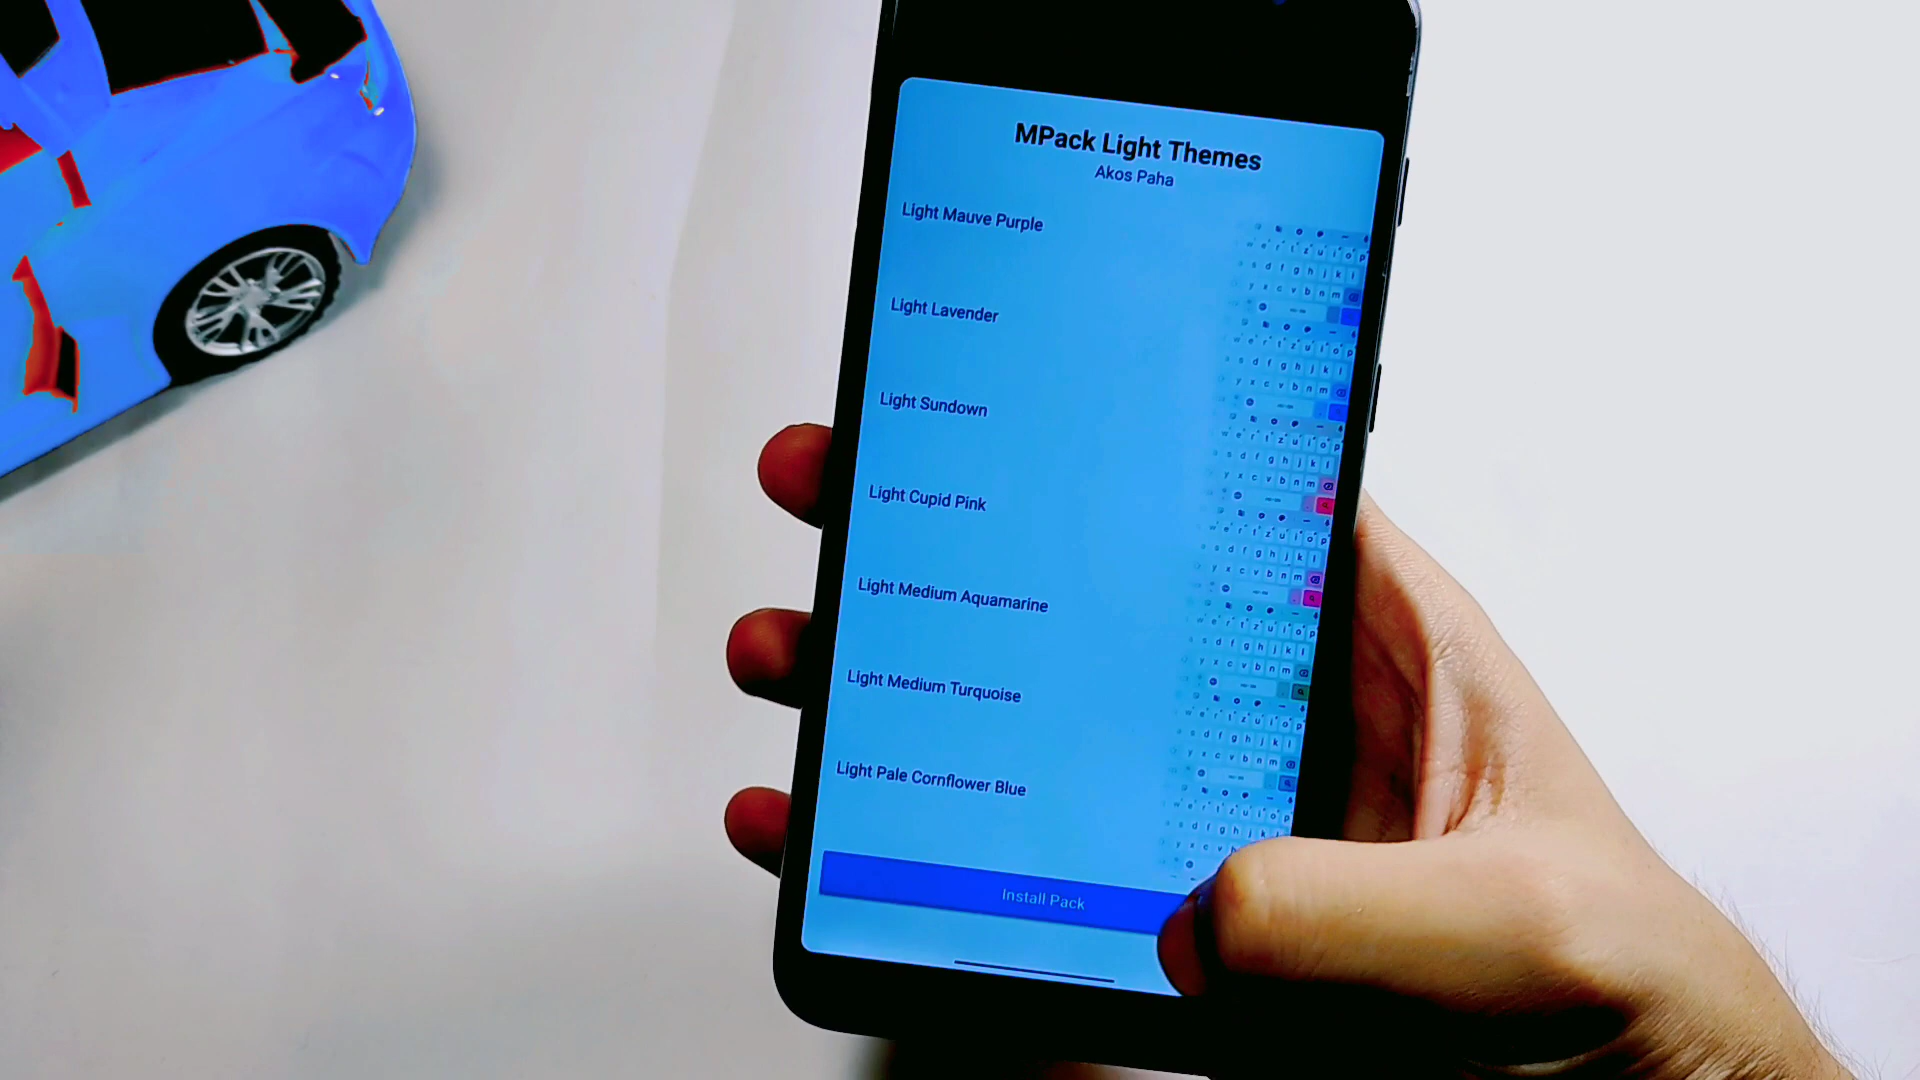 MPack Light Themes
Akos Paha
Light Mauve Purple
Light Lavender
Light Sundown
Light Cupid Pink
Light Medium Aquamarine
Light Medium Turquoise
Light Pale Cornflower Blue
Install Pack